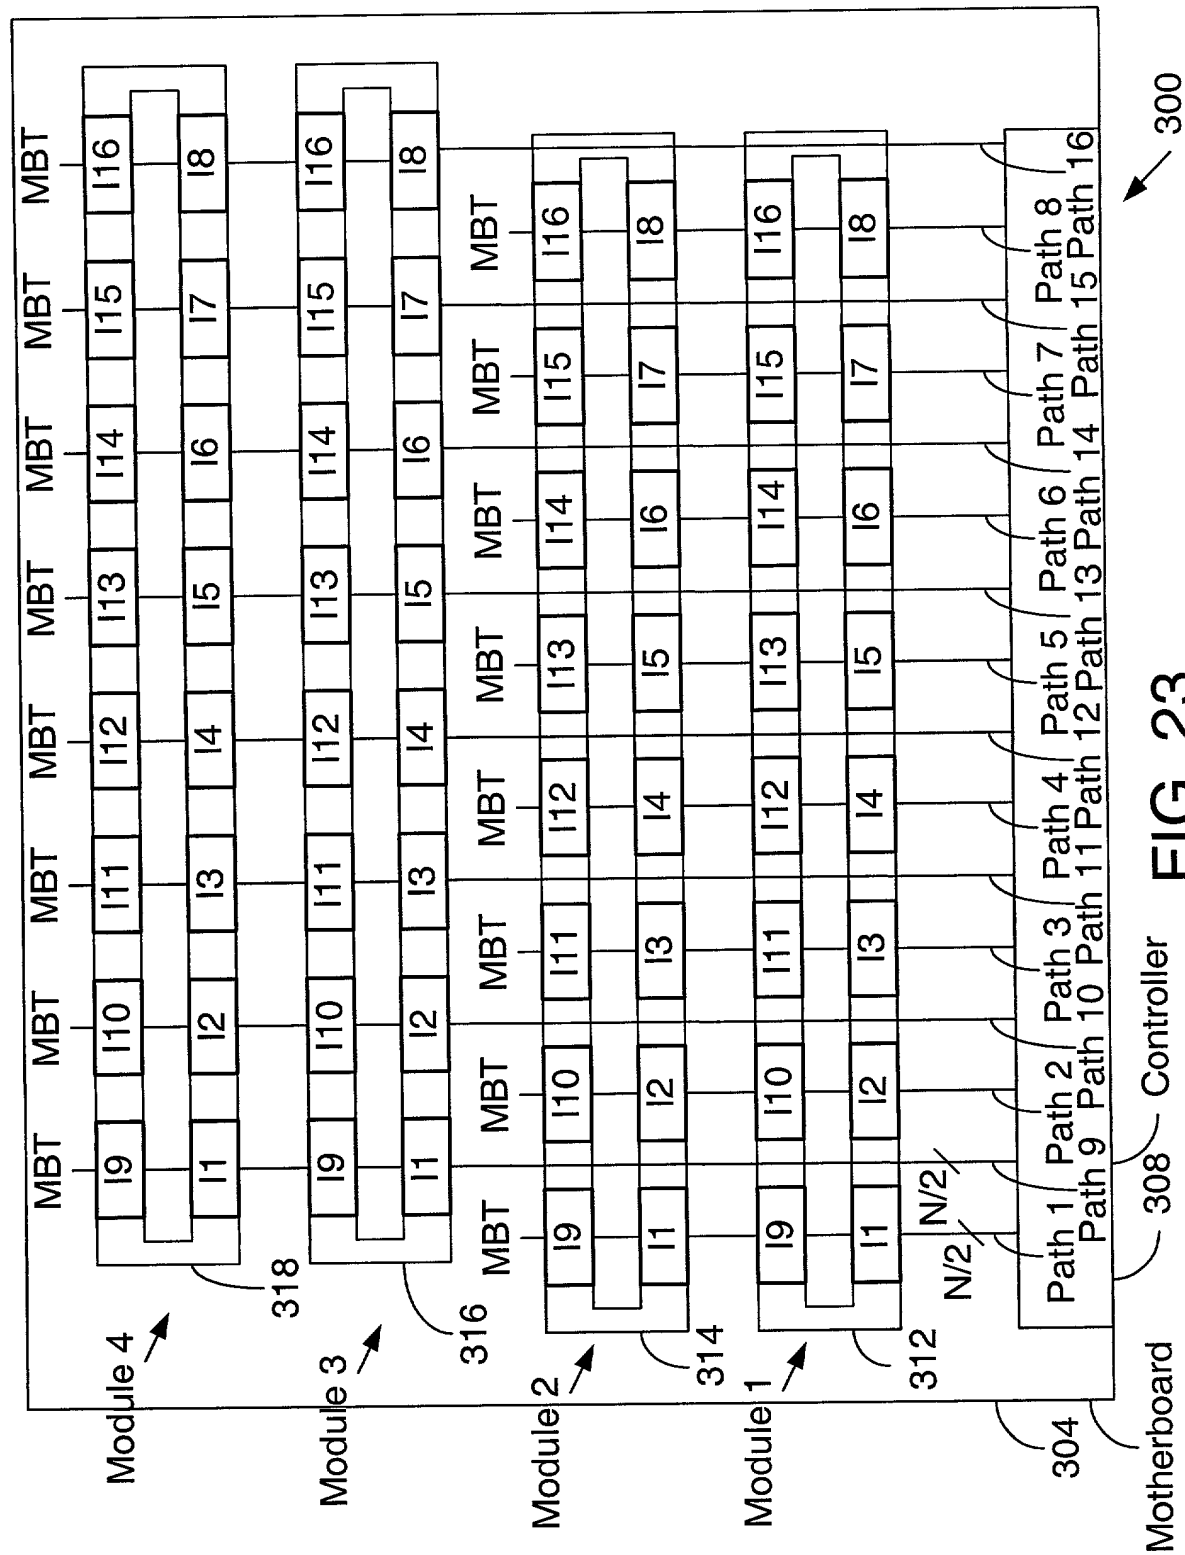 MBT MBT MBT MBT MBT MBT MBT MBT
I9 I10 I11 I12 I13 I14 I15 I16
I1 I2 I3 I4 I5 I6 I7 I8
Module 4
318
I9 I10 I11 I12 I13 I14 I15 I16
I1 I2 I3 I4 I5 I6 I7 I8
Module 3
316
MBT MBT MBT MBT MBT MBT MBT MBT
I9 I10 I11 I12 I13 I14 I15 I16
I1 I2 I3 I4 I5 I6 I7 I8
Module 2
314
I9 I10 I11 I12 I13 I14 I15 I16
I1 I2 I3 I4 I5 I6 I7 I8
Module 1
312
N/2 N/2
Path 1 Path 2 Path 3 Path 4 Path 5 Path 6 Path 7 Path 8
Path 9 Path 10 Path 11 Path 12 Path 13 Path 14 Path 15 Path 16
304
308
Motherboard
Controller
300
FIG. 23